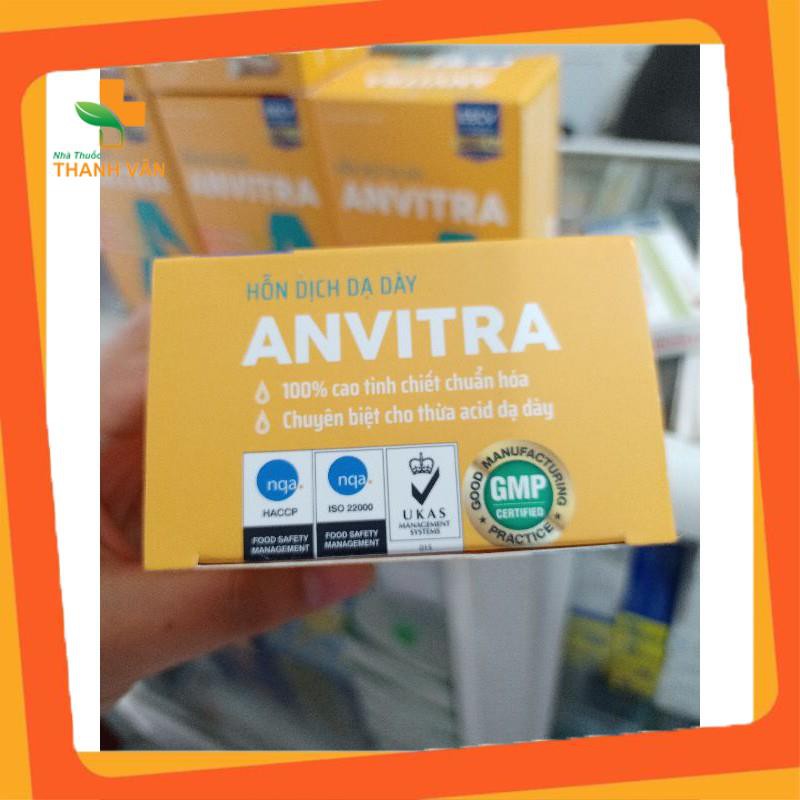 Nhà Thuốc
THANH VÂN
ANVITRA
ANVITRA
HỖN DỊCH DẠ DÀY
ANVITRA
100% cao tinh chiết chuẩn hóa
Chuyên biệt cho thừa acid dạ dày
nqa.
HACCP
FOOD SAFETY
MANAGEMENT
nqa.
ISO 22000
FOOD SAFETY
MANAGEMENT
UKAS
MANAGEMENT
SYSTEMS
015
GOOD MANUFACTURING
GMP
CERTIFIED
PRACTICE